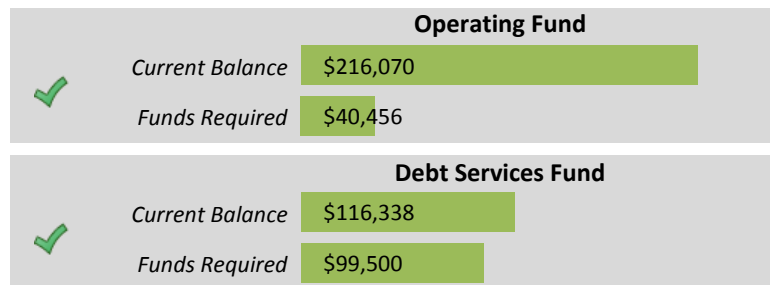 Operating Fund
Current Balance $216,070
Funds Required $40,456
Debt Services Fund
Current Balance $116,338
Funds Required $99,500